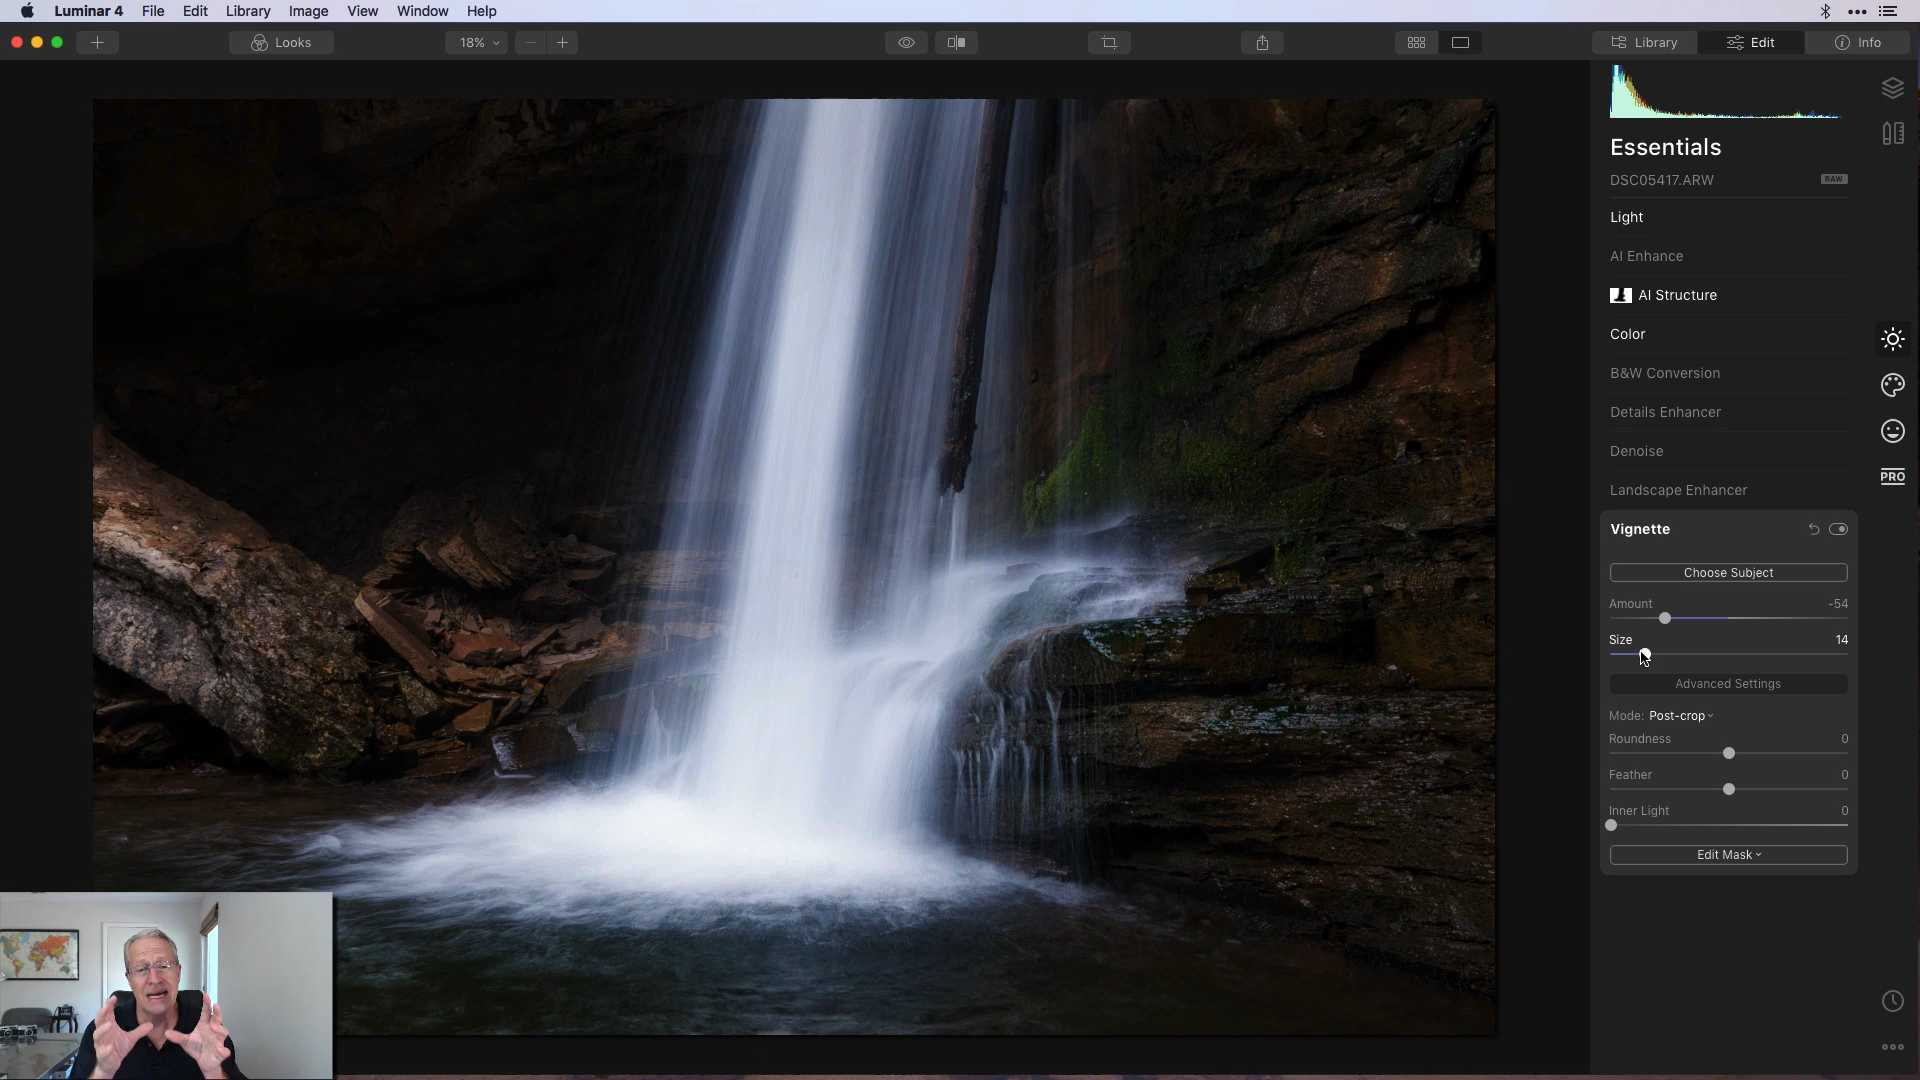 Luminar 4 File Edit Library Image View Window Help
Looks 18% Library Edit Info
Essentials
DSC05417.ARW RAW
Light
AI Enhance
AI Structure
Color
B&W Conversion
Details Enhancer
Denoise
Landscape Enhancer
PRO
Vignette
Choose Subject
Amount -54
Size 14
Advanced Settings
Mode: Post-crop
Roundness 0
Feather 0
Inner Light 0
Edit Mask